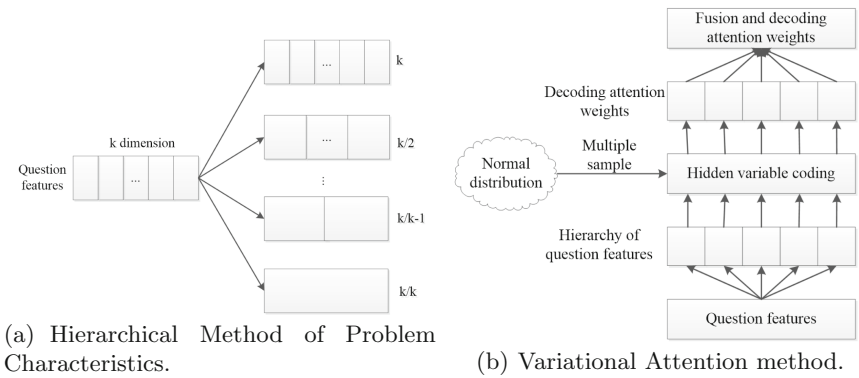 k
k/2
k/k-1
k/k
k dimension
Question
features
...
...
...
...
(a) Hierarchical Method of Problem
Characteristics.
Fusion and decoding
attention weights
Decoding attention
weights
Multiple
sample
Normal
distribution
Hidden variable coding
Hierarchy of
question features
Question features
(b) Variational Attention method.